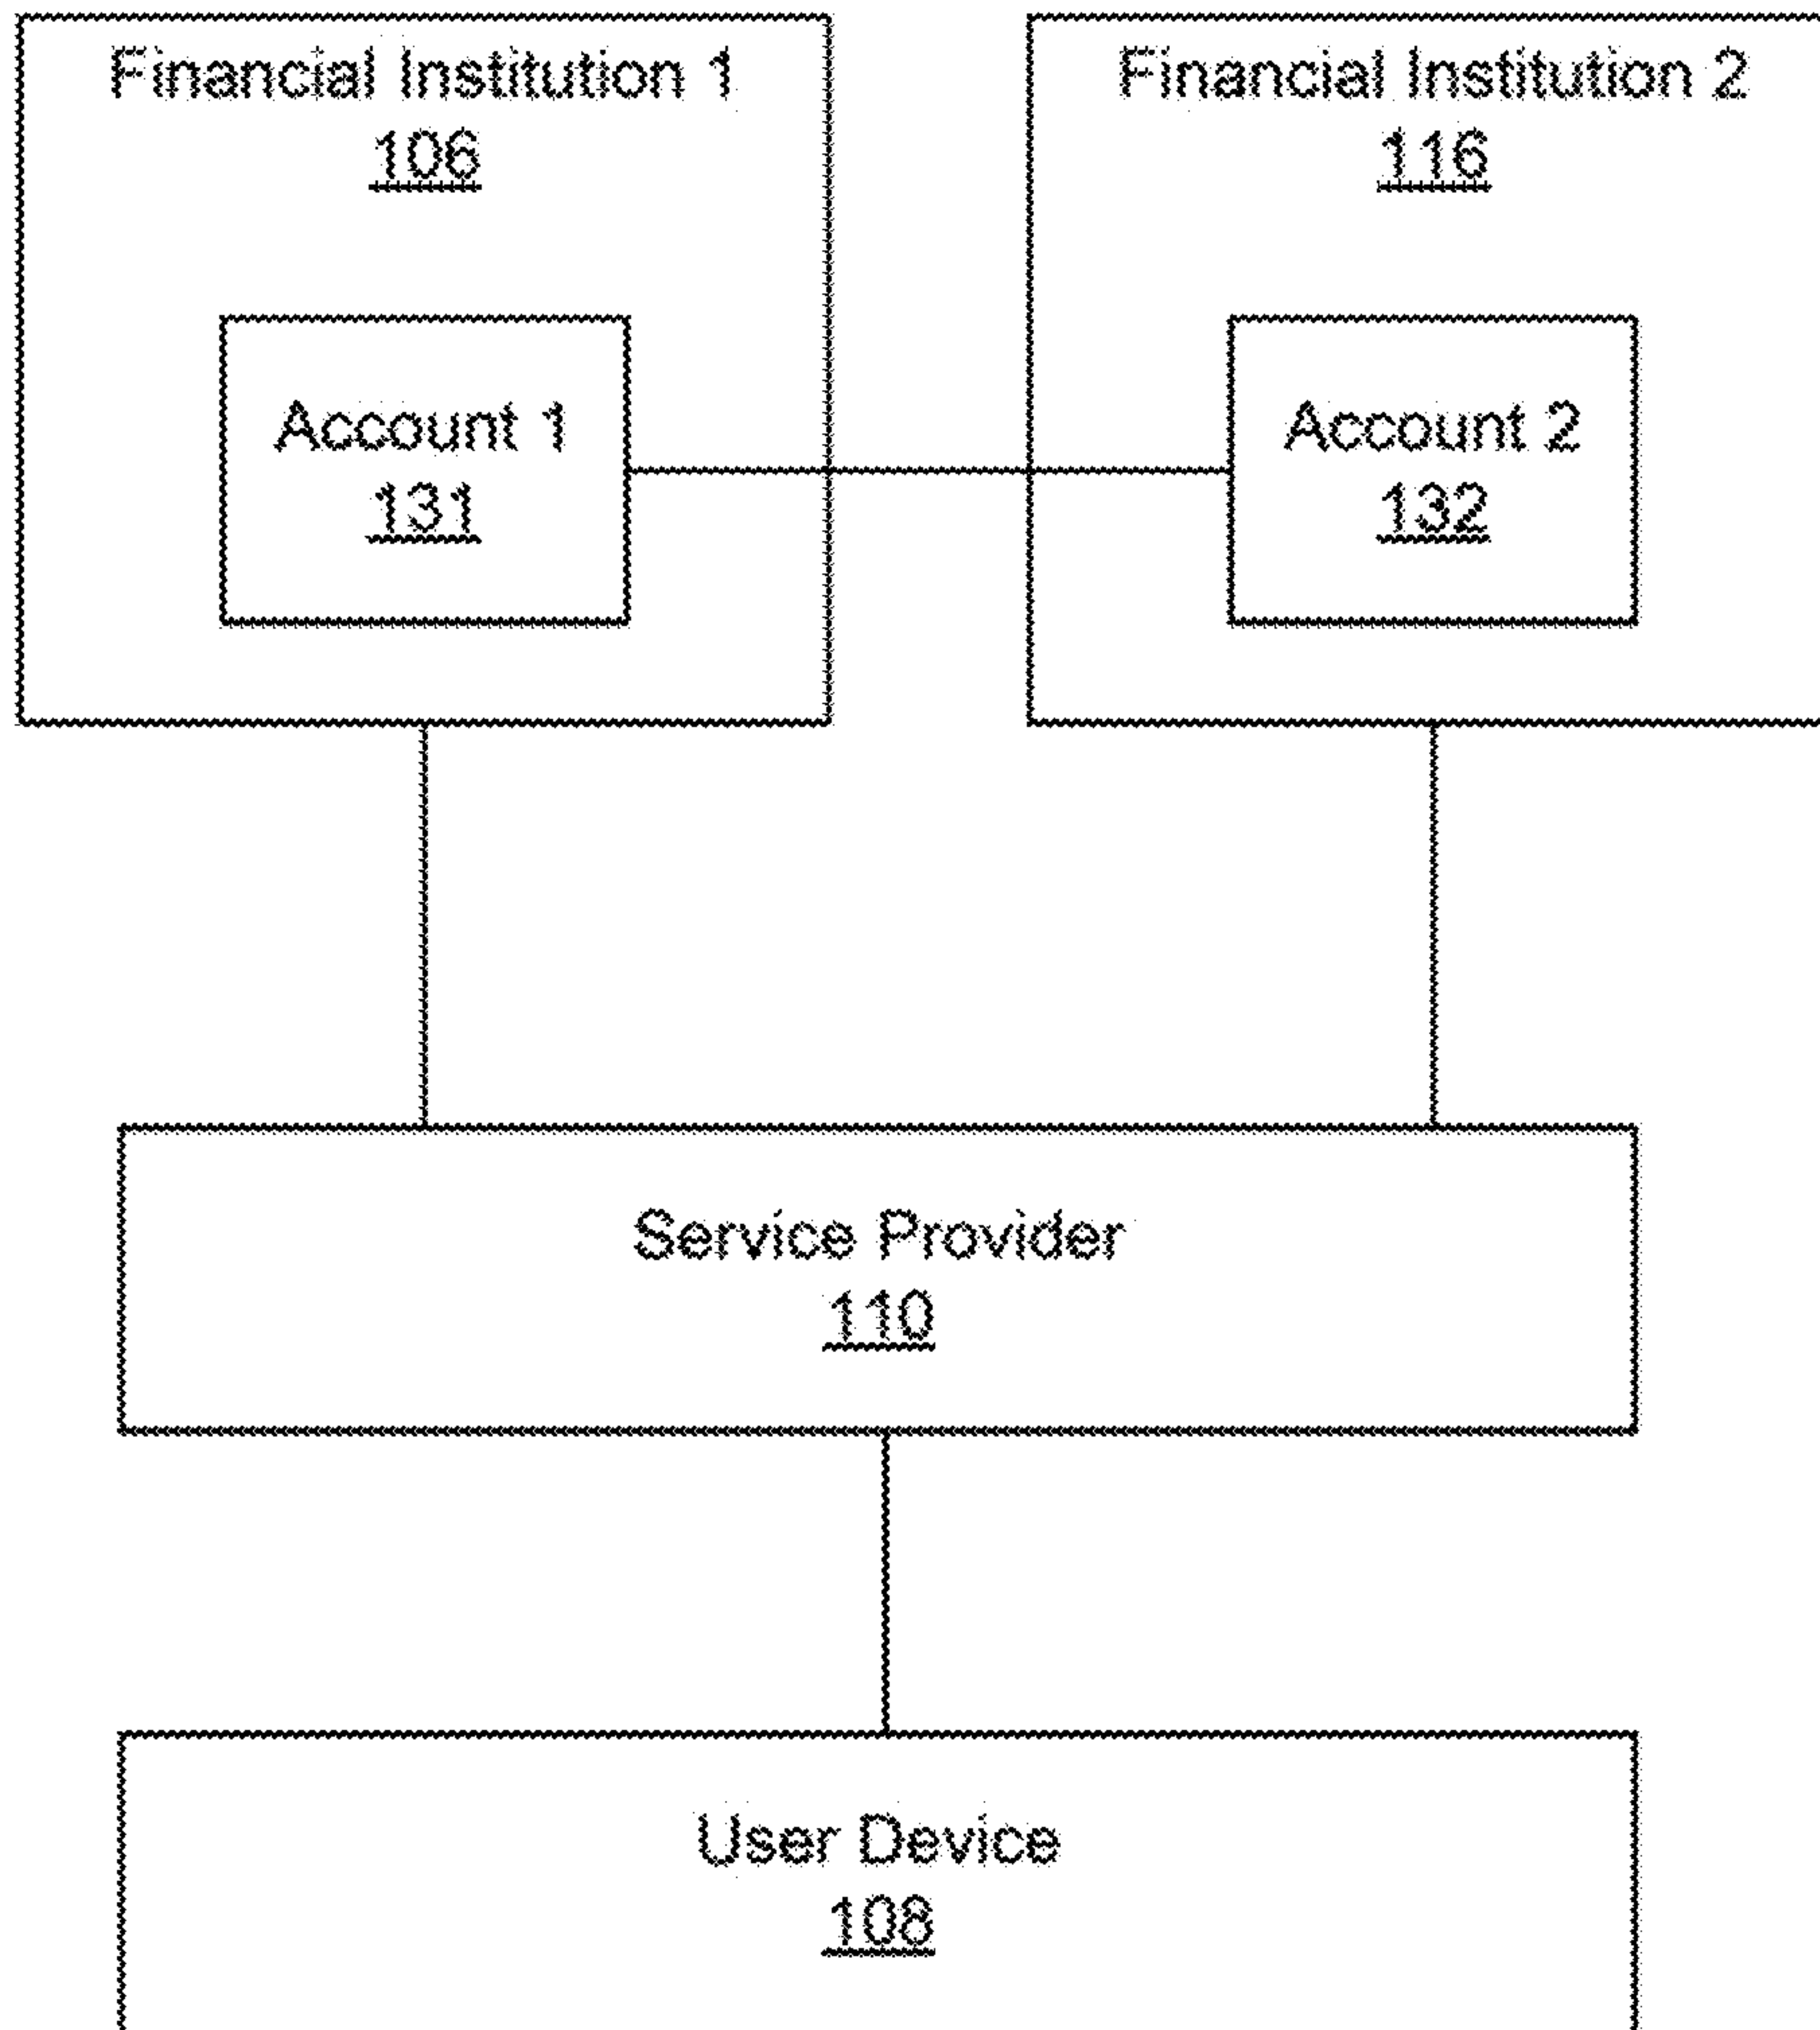 Financial Institution 1
106
Financial Institution 2
116
Account 1
131
Account 2
132
Service Provider
110
User Device
108